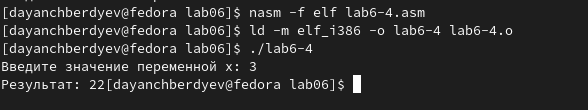 [dayanchberdyev@fedora lab06]$ nasm -f elf lab6-4.asm
[dayanchberdyev@fedora lab06]$ ld -m elf_i386 -o lab6-4 lab6-4.o
[dayanchberdyev@fedora lab06]$ ./lab6-4
Введите значение переменной x: 3
Результат: 22[dayanchberdyev@fedora lab06]$